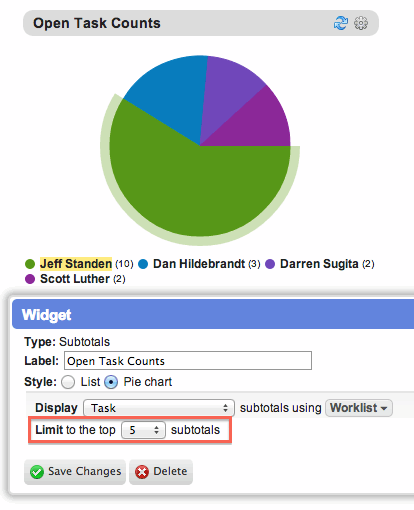 Open Task Counts
Jeff Standen (10) Dan Hildebrandt (3) Darren Sugita (2)
Scott Luther (2)
Widget
Type: Subtotals
Label: Open Task Counts
Style: List Pie chart
Display Task subtotals using Worklist
Limit to the top 5 subtotals
Save Changes Delete